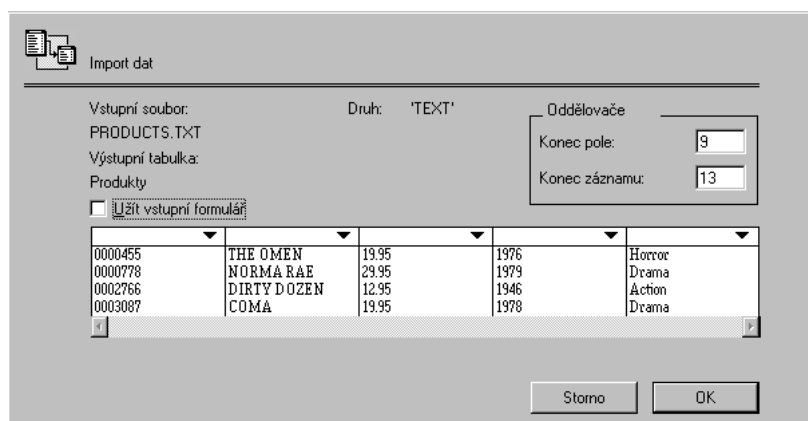 Import dat
Vstupní soubor: Druh: 'TEXT'
PRODUCTS.TXT
Výstupní tabulka:
Produkty
Užít vstupní formulář
Oddělovače
Konec pole: 9
Konec záznamu: 13
0000455 THE OMEN 19.95 1976 Horror
0000778 NORMA RAE 29.95 1979 Drama
0002766 DIRTY DOZEN 12.95 1946 Action
0003087 COMA 19.95 1978 Drama
Storno OK